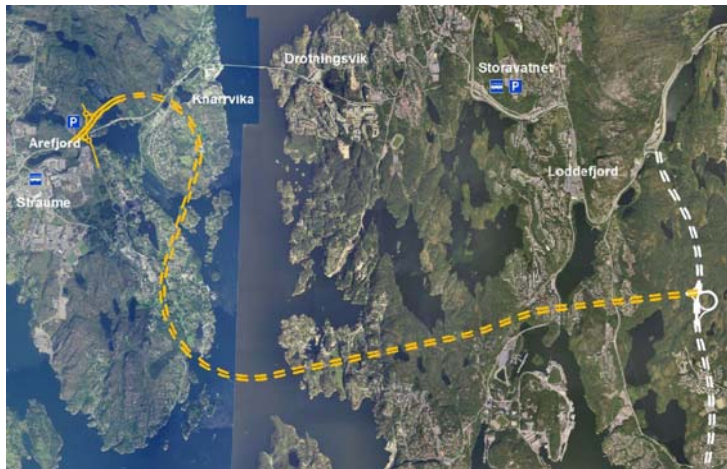 Drotningsvik
Storavatnet
P
Knarrvika
P
Arefjord
Loddefjord
Straume